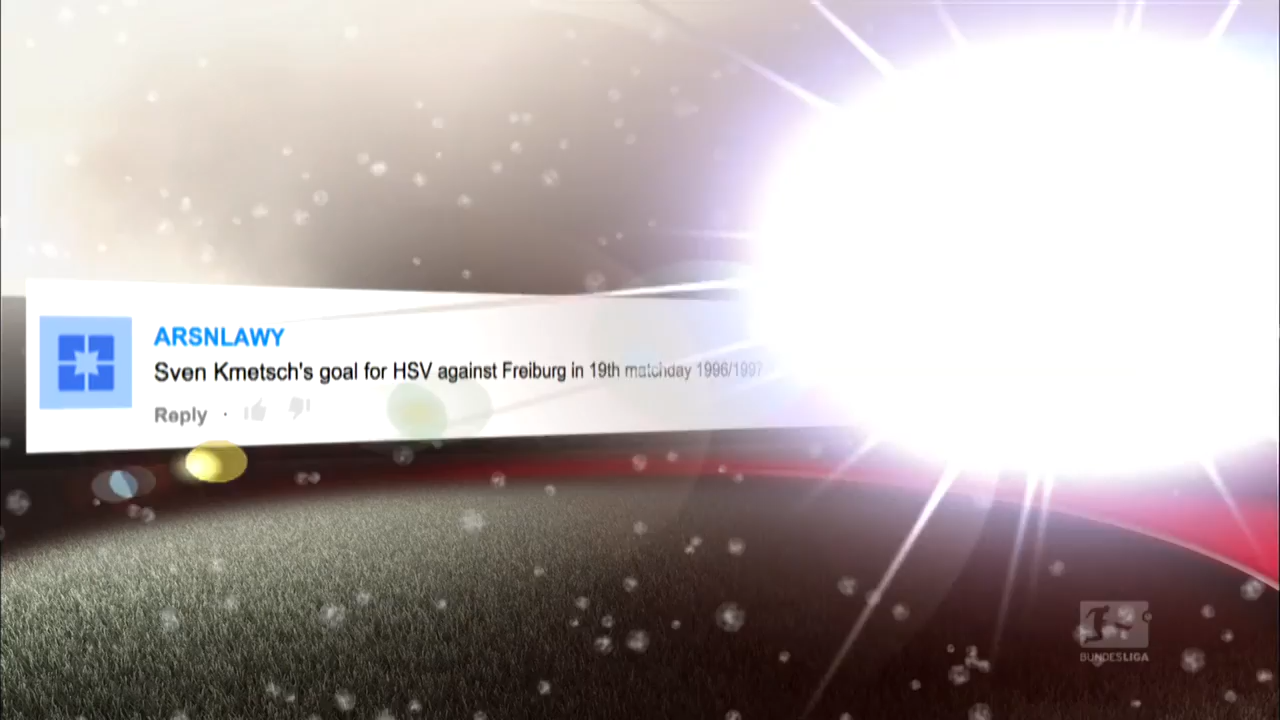 ARSNLAWY
Sven Kmetsch's goal for HSV against Freiburg in 19th matchday 1996/1997
Reply ·
BUNDESLIGA